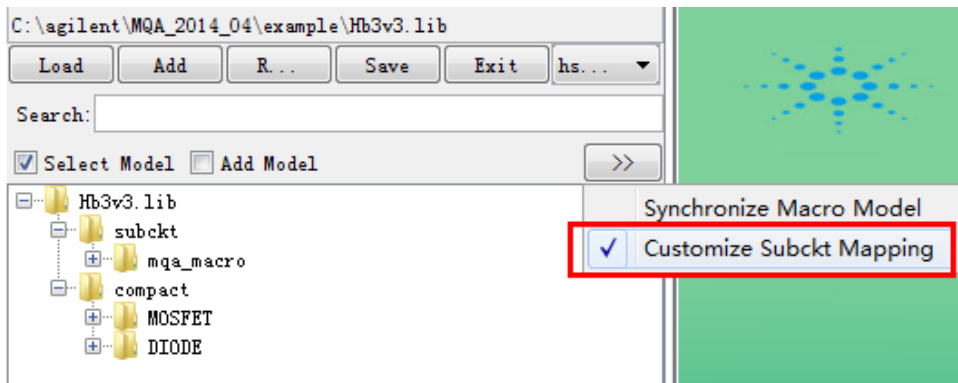 C:\agilent\MQA_2014_04\example\Hb3v3.lib
Load Add R... Save Exit hs...
Search:
Select Model Add Model >>
Hb3v3.lib
Synchronize Macro Model
subckt
Customize Subckt Mapping
mqa_macro
compact
MOSFET
DIODE